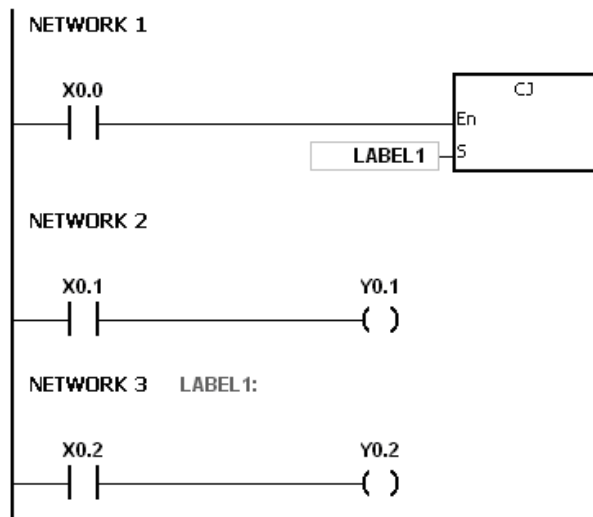 NETWORK 1
X0.0
CJ
En
LABEL1
S
NETWORK 2
X0.1
Y0.1
NETWORK 3 LABEL1:
X0.2
Y0.2